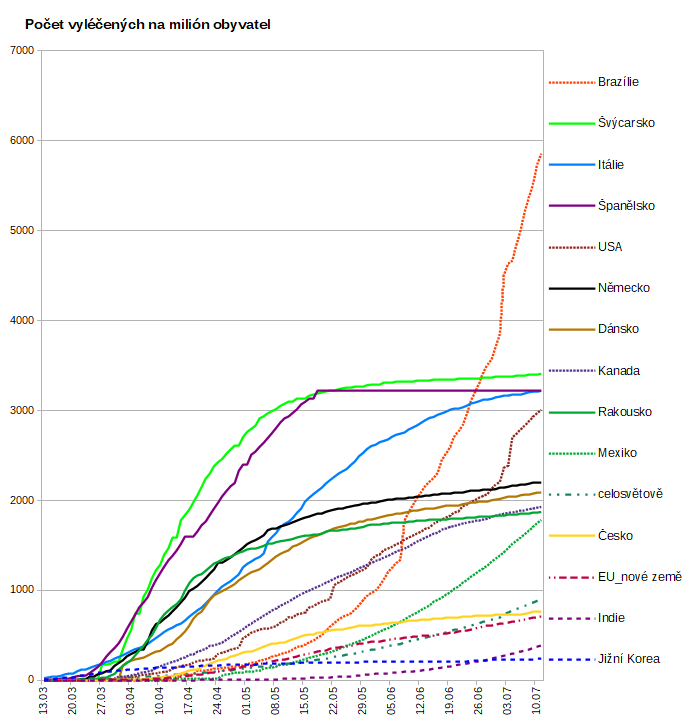 Počet vyléčených na milión obyvatel
7000
6000
5000
4000
3000
2000
1000
0
13.03
20.03
27.03
03.04
10.04
17.04
24.04
01.05
08.05
15.05
22.05
29.05
05.06
12.06
19.06
26.06
03.07
10.07
Brazílie
Švýcarsko
Itálie
Španělsko
USA
Německo
Dánsko
Kanada
Rakousko
Mexiko
celosvětově
Česko
EU_nové země
Indie
Jižní Korea